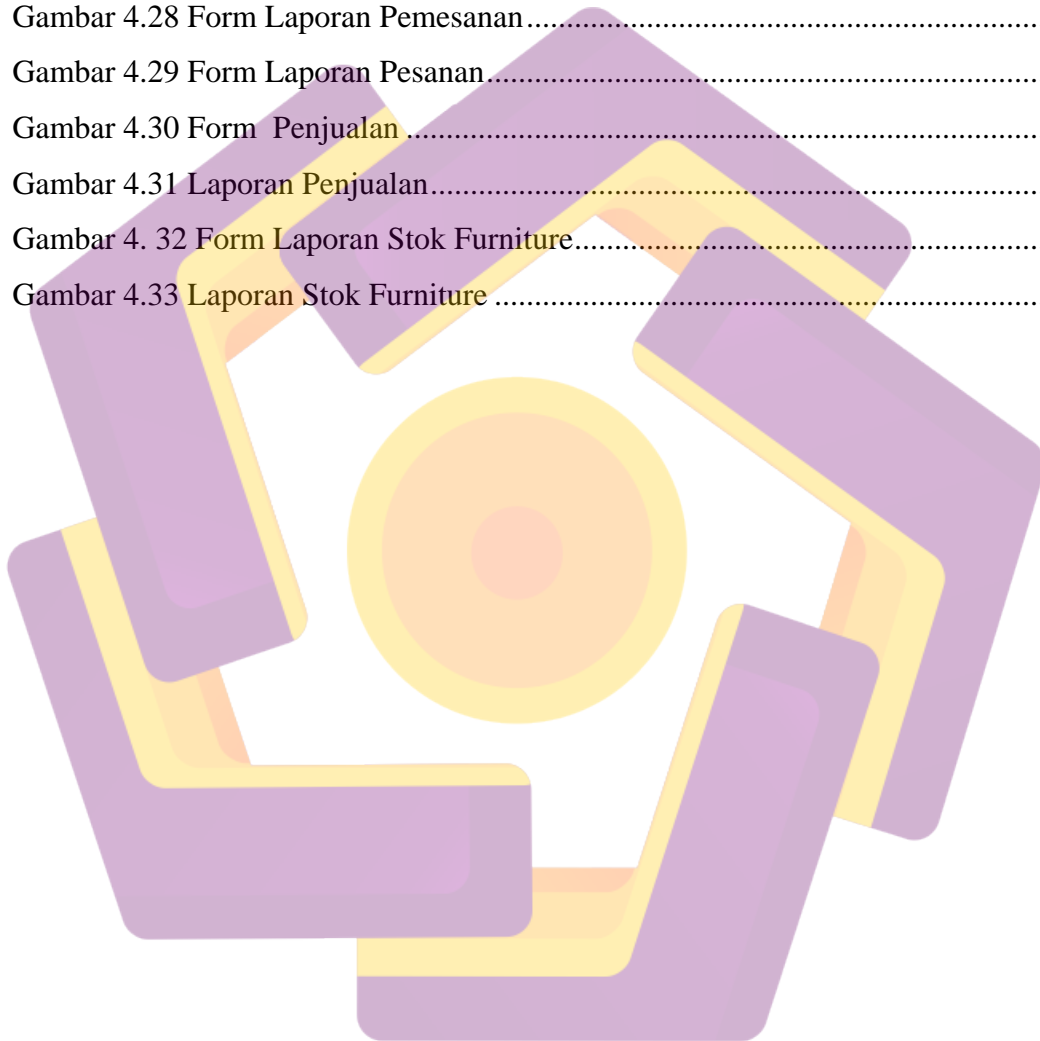 Gambar 4.28 Form Laporan Pemesanan...................................................................
Gambar 4.29 Form Laporan Pesanan........................................................................
Gambar 4.30 Form  Penjualan .................................................................................
Gambar 4.31 Laporan Penjualan..............................................................................
Gambar 4. 32 Form Laporan Stok Furniture............................................................
Gambar 4.33 Laporan Stok Furniture ......................................................................